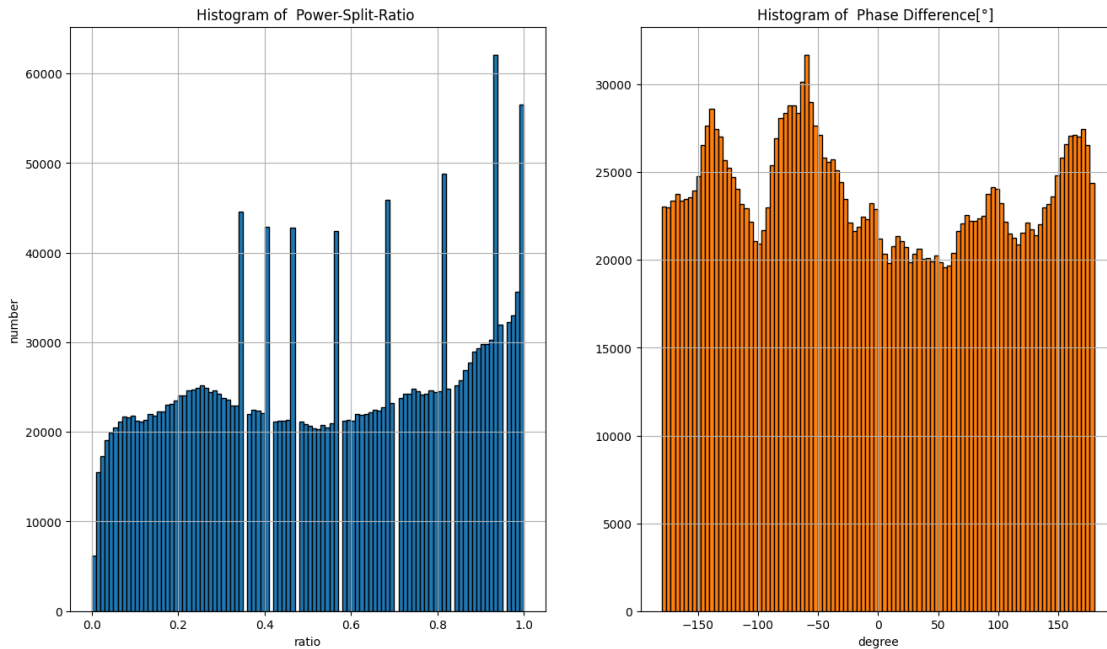 Histogram of  Power-Split-Ratio
number
60000
50000
40000
30000
20000
10000
0
0.0 0.2 0.4 0.6 0.8 1.0
ratio
Histogram of  Phase Difference[°]
30000
25000
20000
15000
10000
5000
0
−150 −100 −50 0 50 100 150
degree